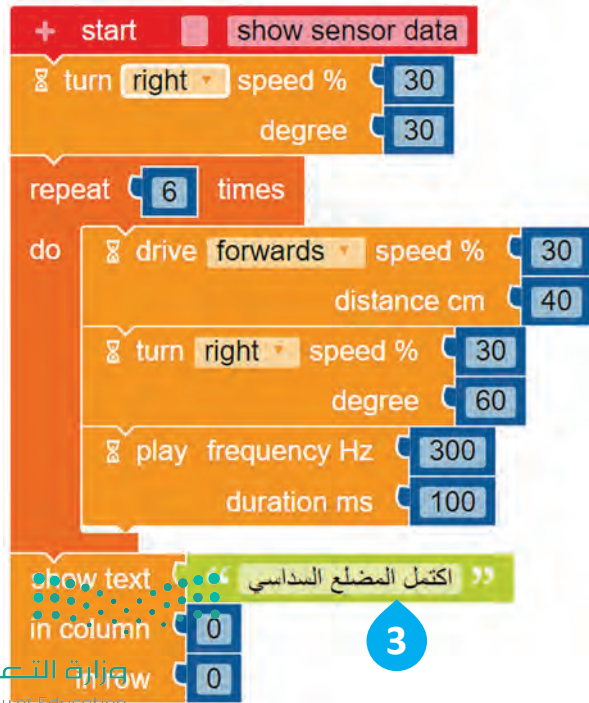 + start show sensor data
turn right speed % 30
degree 30
repeat 6 times
do drive forwards speed % 30
distance cm 40
turn right speed % 30
degree 60
play frequency Hz 300
duration ms 100
show text “ اكتمل المضلع السداسي ”
3
in column 0
in row 0
وزارة